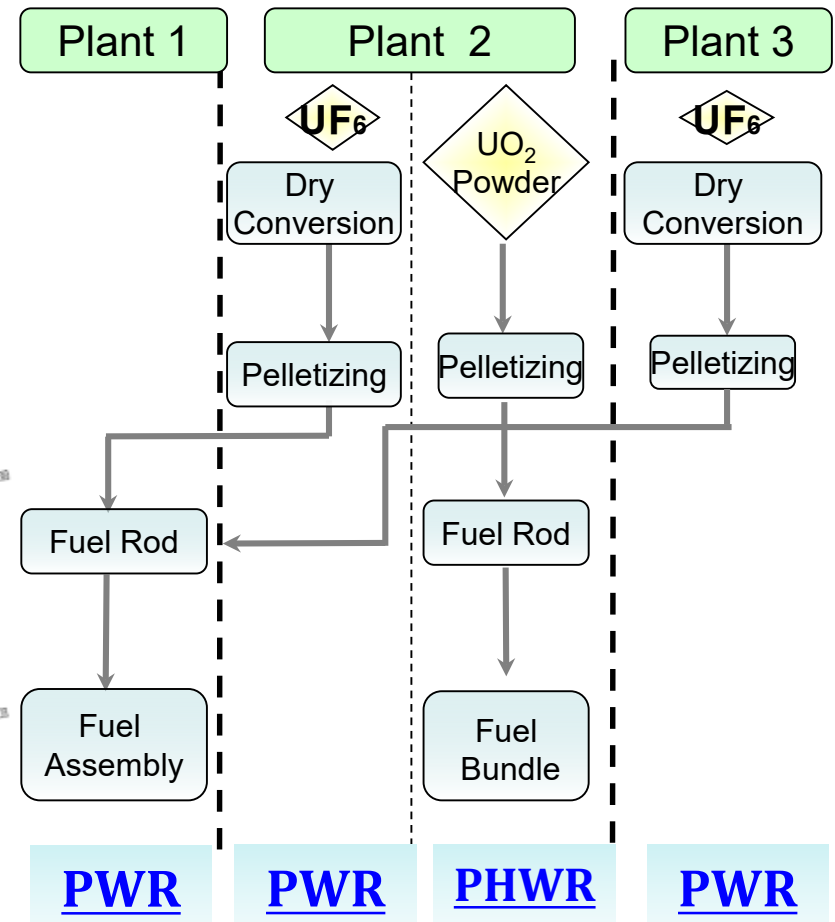 Plant 1
Plant 2
Plant 3
UF₆
UO₂
Powder
UF₆
Dry
Conversion
Dry
Conversion
Pelletizing
Pelletizing
Pelletizing
Fuel Rod
Fuel Rod
Fuel
Assembly
Fuel
Bundle
PWR
PWR
PHWR
PWR